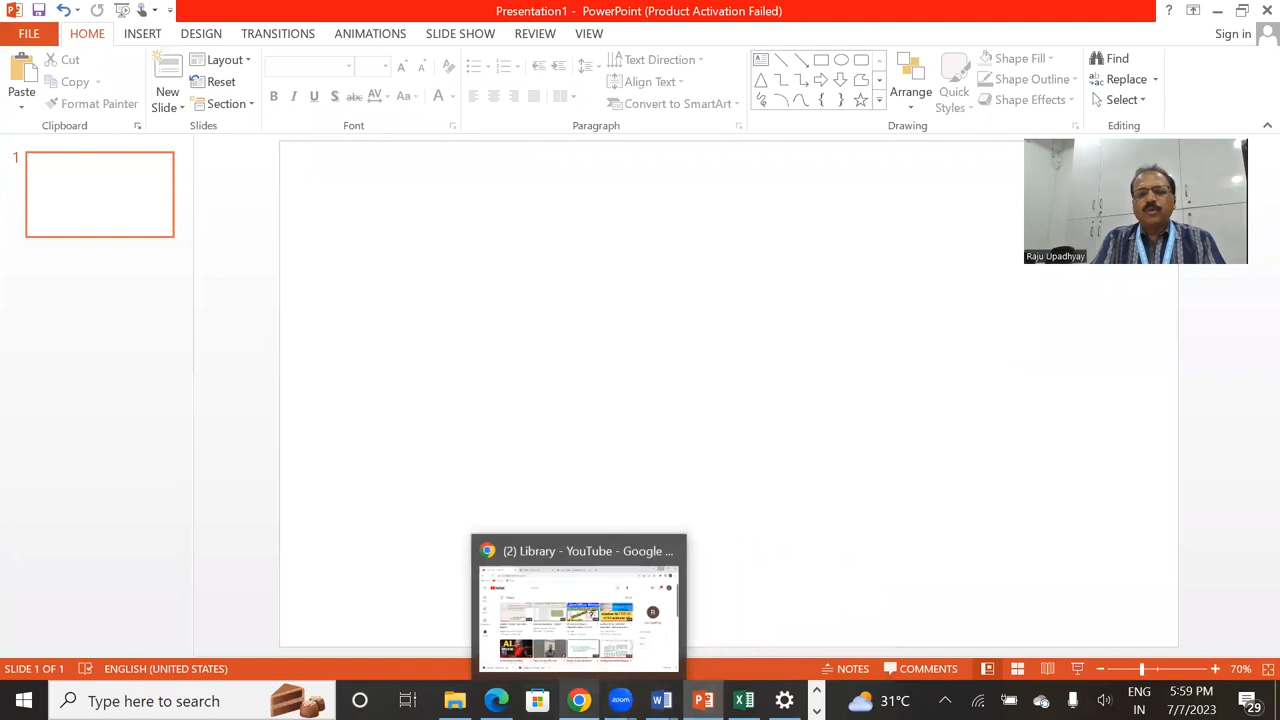 Presentation1 - PowerPoint (Product Activation Failed)
?
FILE HOME INSERT DESIGN TRANSITIONS ANIMATIONS SLIDE SHOW REVIEW VIEW Sign in
Paste
Cut
Copy
Format Painter
Clipboard
New Slide
Layout
Reset
Section
Slides
B I U S abc AV Aa A
Font
Text Direction
Align Text
Convert to SmartArt
Paragraph
Arrange
Quick Styles
Shape Fill
Shape Outline
Shape Effects
Drawing
Find
Replace
Select
Editing
1
Raju Upadhyay
(2) Library - YouTube - Google ...
SLIDE 1 OF 1 ENGLISH (UNITED STATES) NOTES COMMENTS 70%
Type here to search
zoom
31°C
ENG
IN
5:59 PM
7/7/2023
29